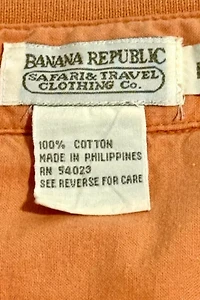 BANANA REPUBLIC
SAFARI & TRAVEL
CLOTHING Co.
100% COTTON
MADE IN PHILIPPINES
RN 54023
SEE REVERSE FOR CARE